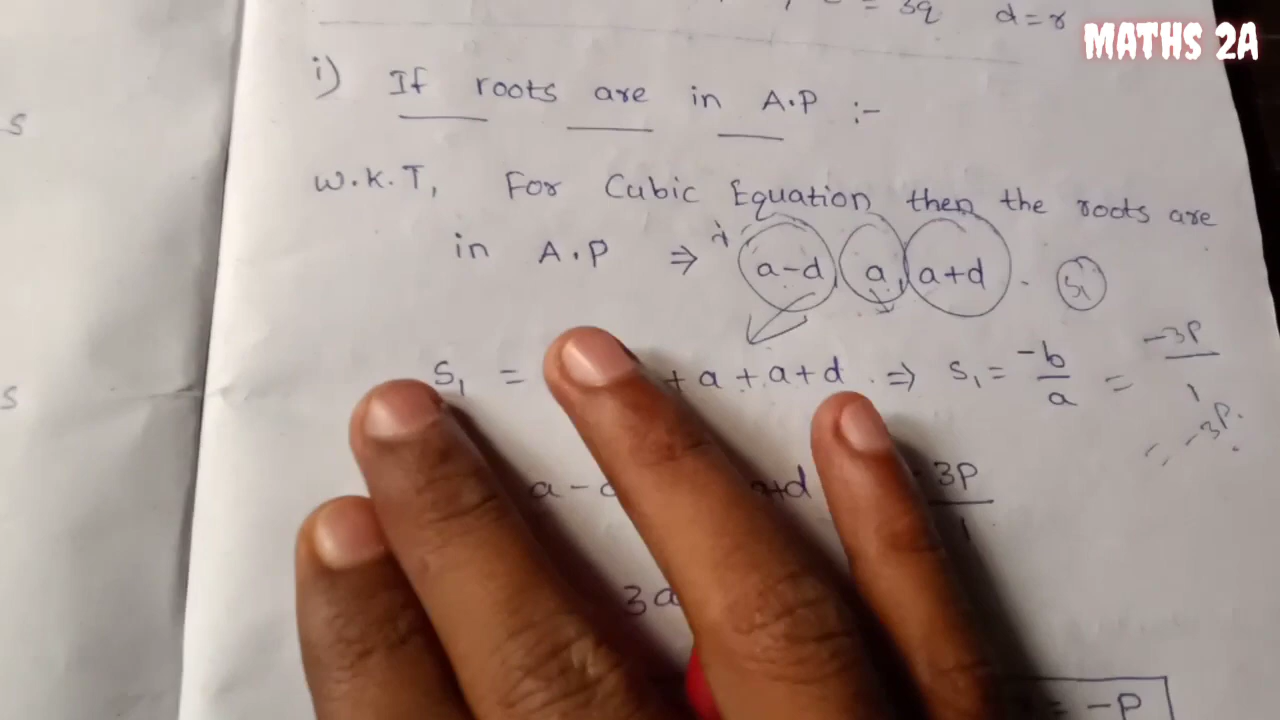 = 3q d = r
MATHS 2A
i) If roots are in A.P :-
W.K.T, For Cubic Equation then the roots are
in A.P ⇒ a-d, a, a+d. S1
S1 = + a + a + d ⇒ S1 = -b/a = -3P/1
-3P.
a - +d -3P/1
3a
= -P
S
S